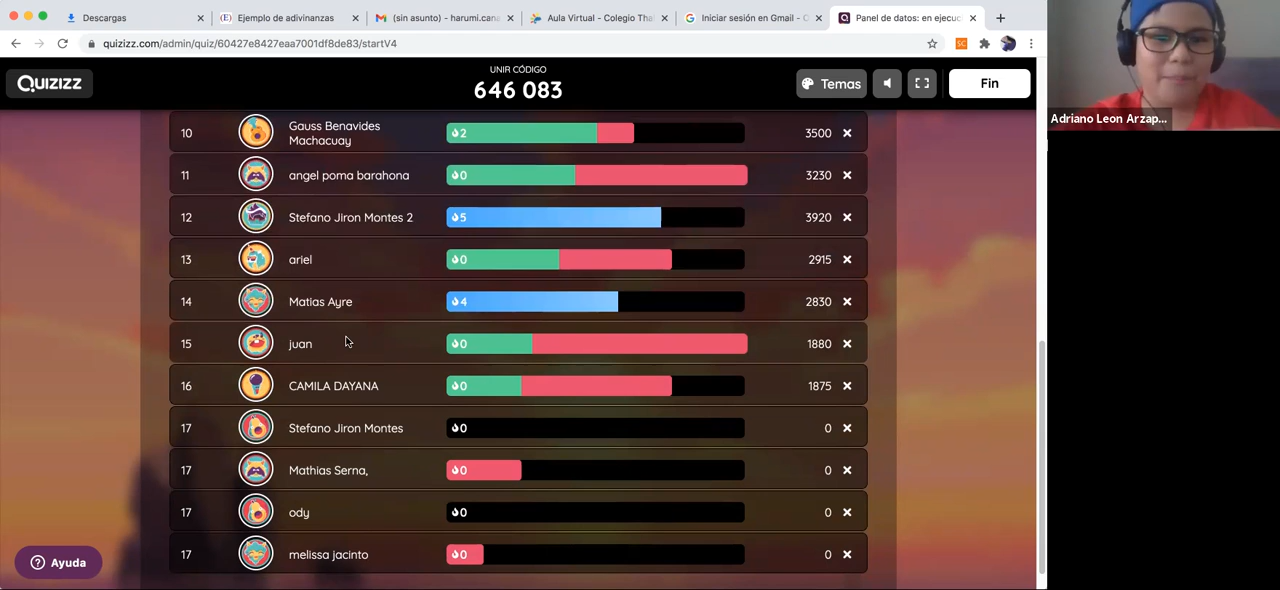 Descargas
Ejemplo de adivinanzas
(sin asunto) - harumi.cana
Aula Virtual - Colegio Tha
Iniciar sesión en Gmail - C
Panel de datos: en ejecuc
quizizz.com/admin/quiz/60427e8427eaa7001df8de83/startV4
QUIZIZZ
UNIR CÓDIGO
646 083
Temas
Fin
Adriano Leon Arzap...
10 Gauss Benavides
Machacuay 2 3500
11 angel poma barahona 0 3230
12 Stefano Jiron Montes 2 5 3920
13 ariel 0 2915
14 Matias Ayre 4 2830
15 juan 0 1880
16 CAMILA DAYANA 0 1875
17 Stefano Jiron Montes 0 0
17 Mathias Serna, 0 0
17 ody 0 0
17 melissa jacinto 0 0
Ayuda